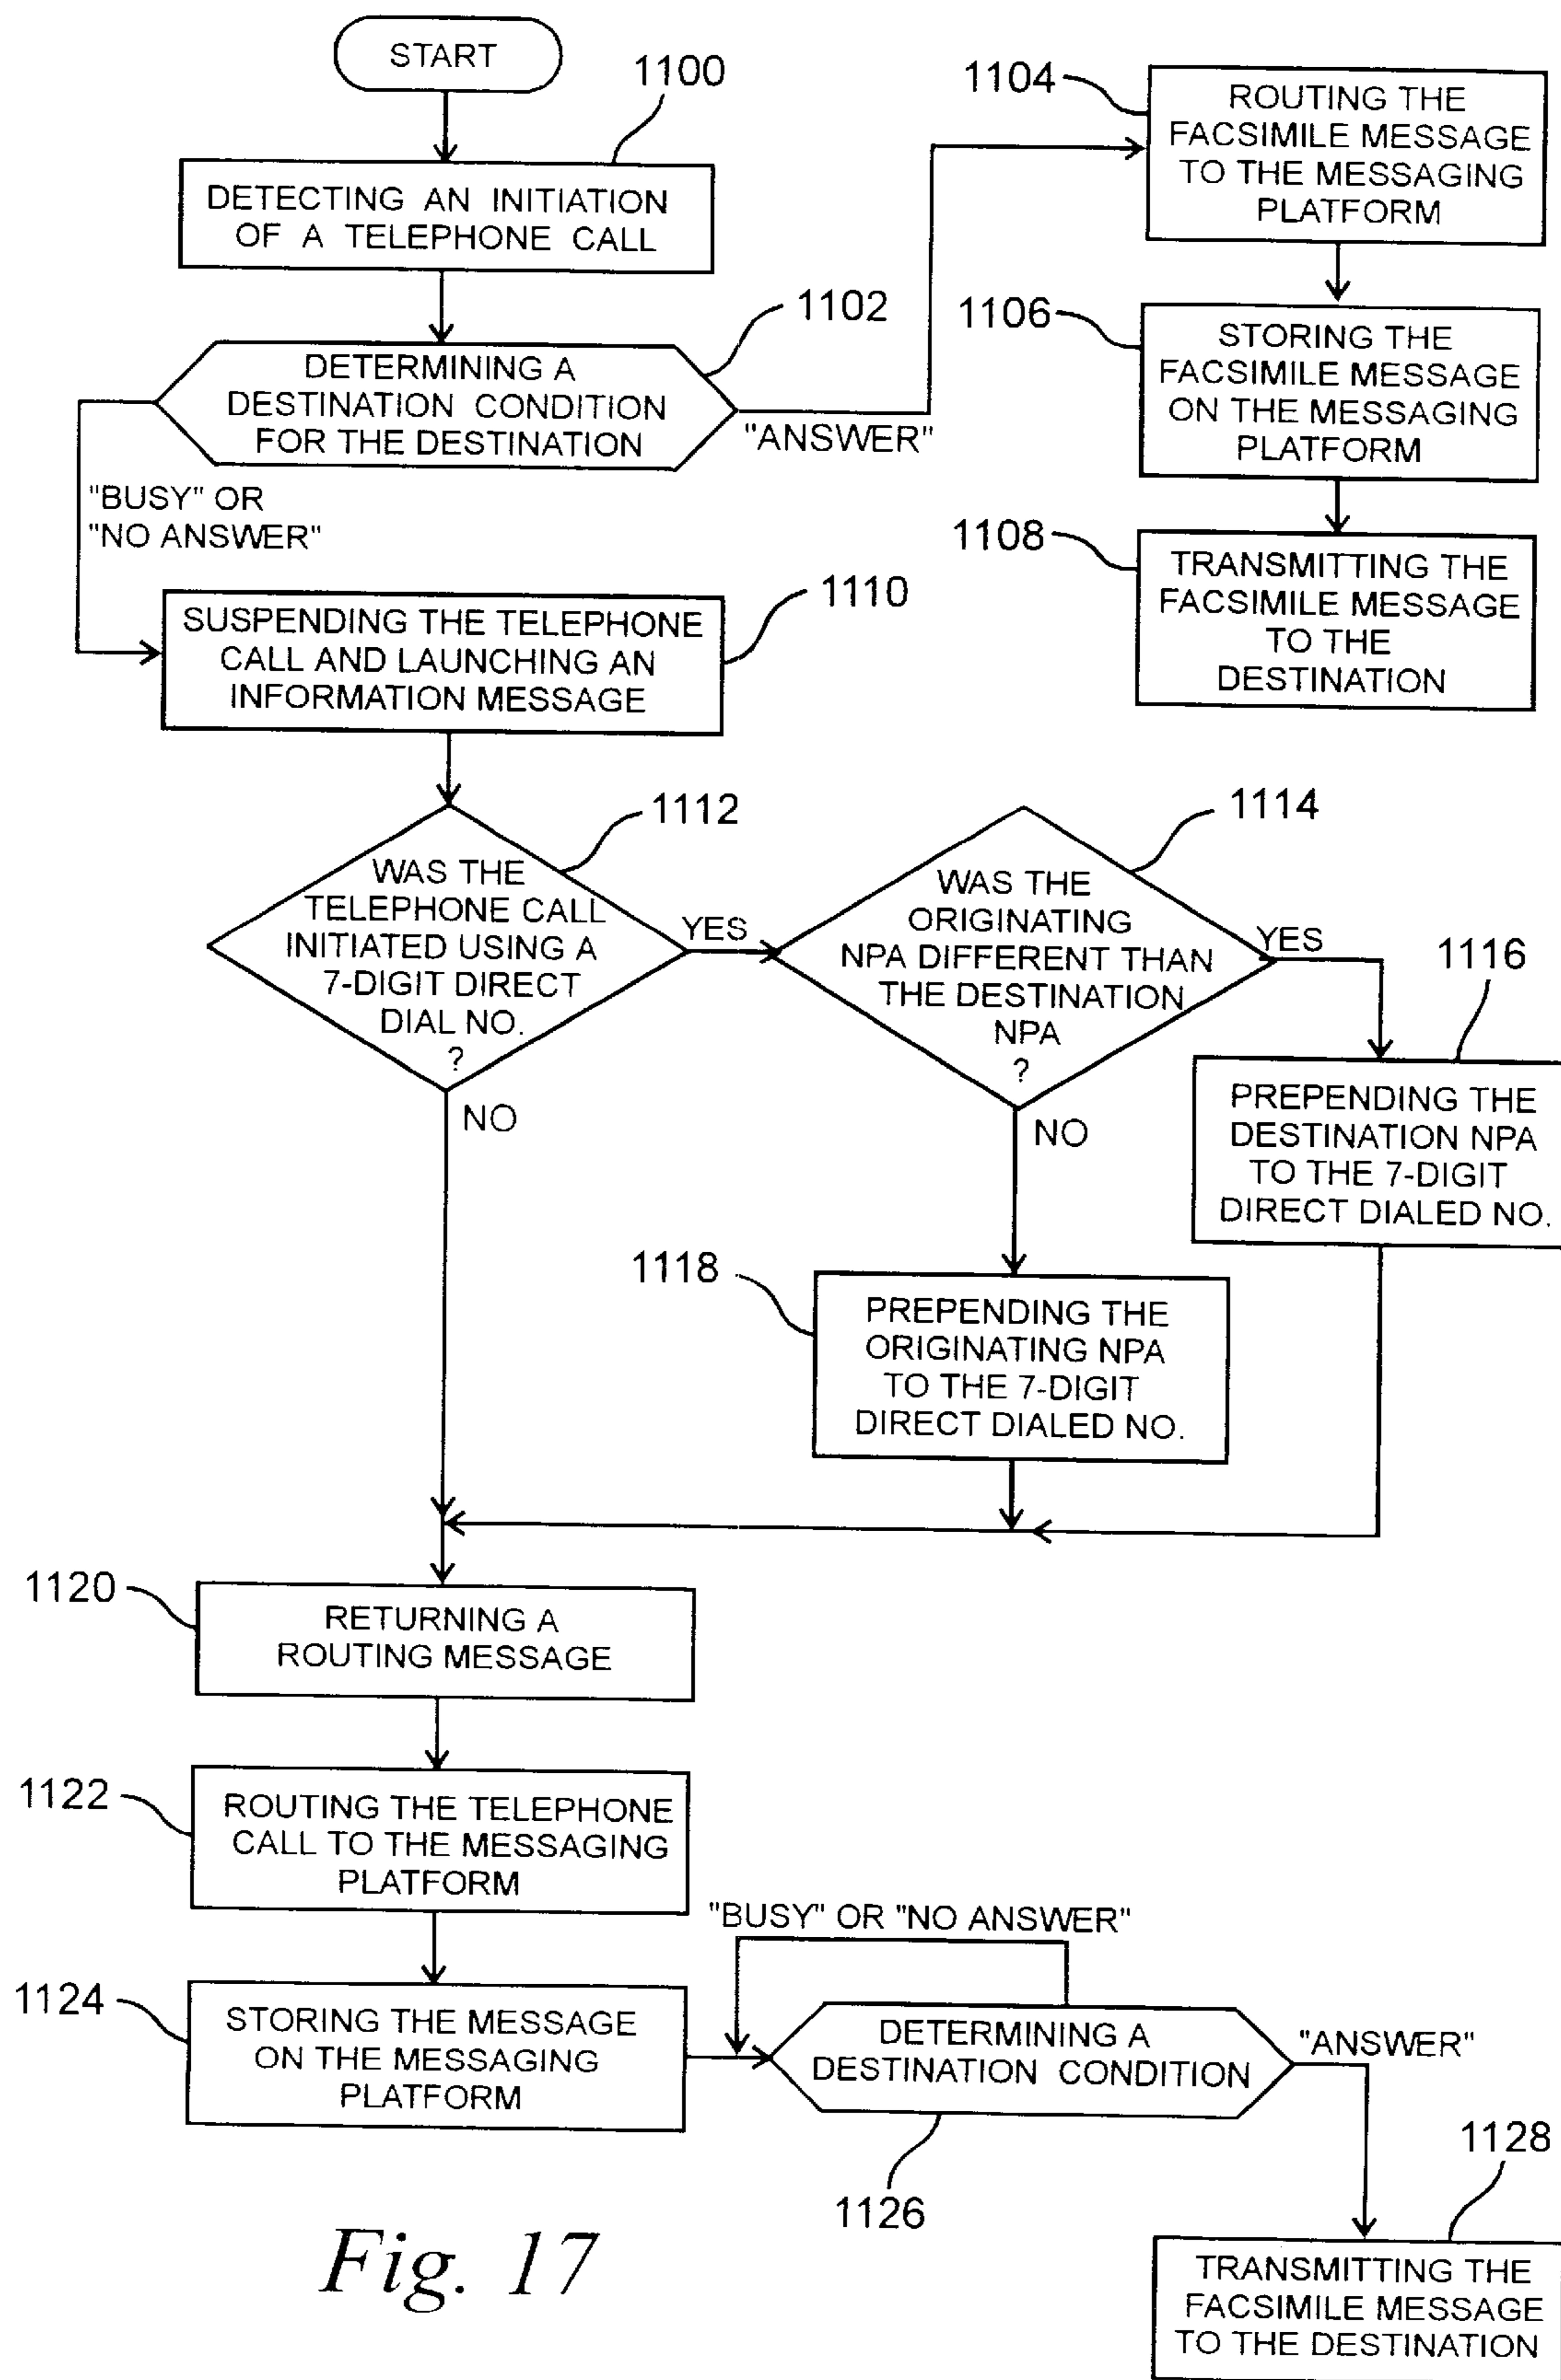 START
1100
DETECTING AN INITIATION
OF A TELEPHONE CALL
1102
DETERMINING A
DESTINATION CONDITION
FOR THE DESTINATION
"ANSWER"
"BUSY" OR
"NO ANSWER"
1104
ROUTING THE
FACSIMILE MESSAGE
TO THE MESSAGING
PLATFORM
1106
STORING THE
FACSIMILE MESSAGE
ON THE MESSAGING
PLATFORM
1108
TRANSMITTING THE
FACSIMILE MESSAGE
TO THE
DESTINATION
1110
SUSPENDING THE TELEPHONE
CALL AND LAUNCHING AN
INFORMATION MESSAGE
1112
WAS THE
TELEPHONE CALL
INITIATED USING A
7-DIGIT DIRECT
DIAL NO.
?
YES
NO
1114
WAS THE
ORIGINATING
NPA DIFFERENT THAN
THE DESTINATION
NPA
?
YES
NO
1116
PREPENDING THE
DESTINATION NPA
TO THE 7-DIGIT
DIRECT DIALED NO.
1118
PREPENDING THE
ORIGINATING NPA
TO THE 7-DIGIT
DIRECT DIALED NO.
1120
RETURNING A
ROUTING MESSAGE
1122
ROUTING THE TELEPHONE
CALL TO THE MESSAGING
PLATFORM
1124
STORING THE MESSAGE
ON THE MESSAGING
PLATFORM
"BUSY" OR "NO ANSWER"
DETERMINING A
DESTINATION CONDITION
1126
"ANSWER"
1128
TRANSMITTING THE
FACSIMILE MESSAGE
TO THE DESTINATION
Fig. 17